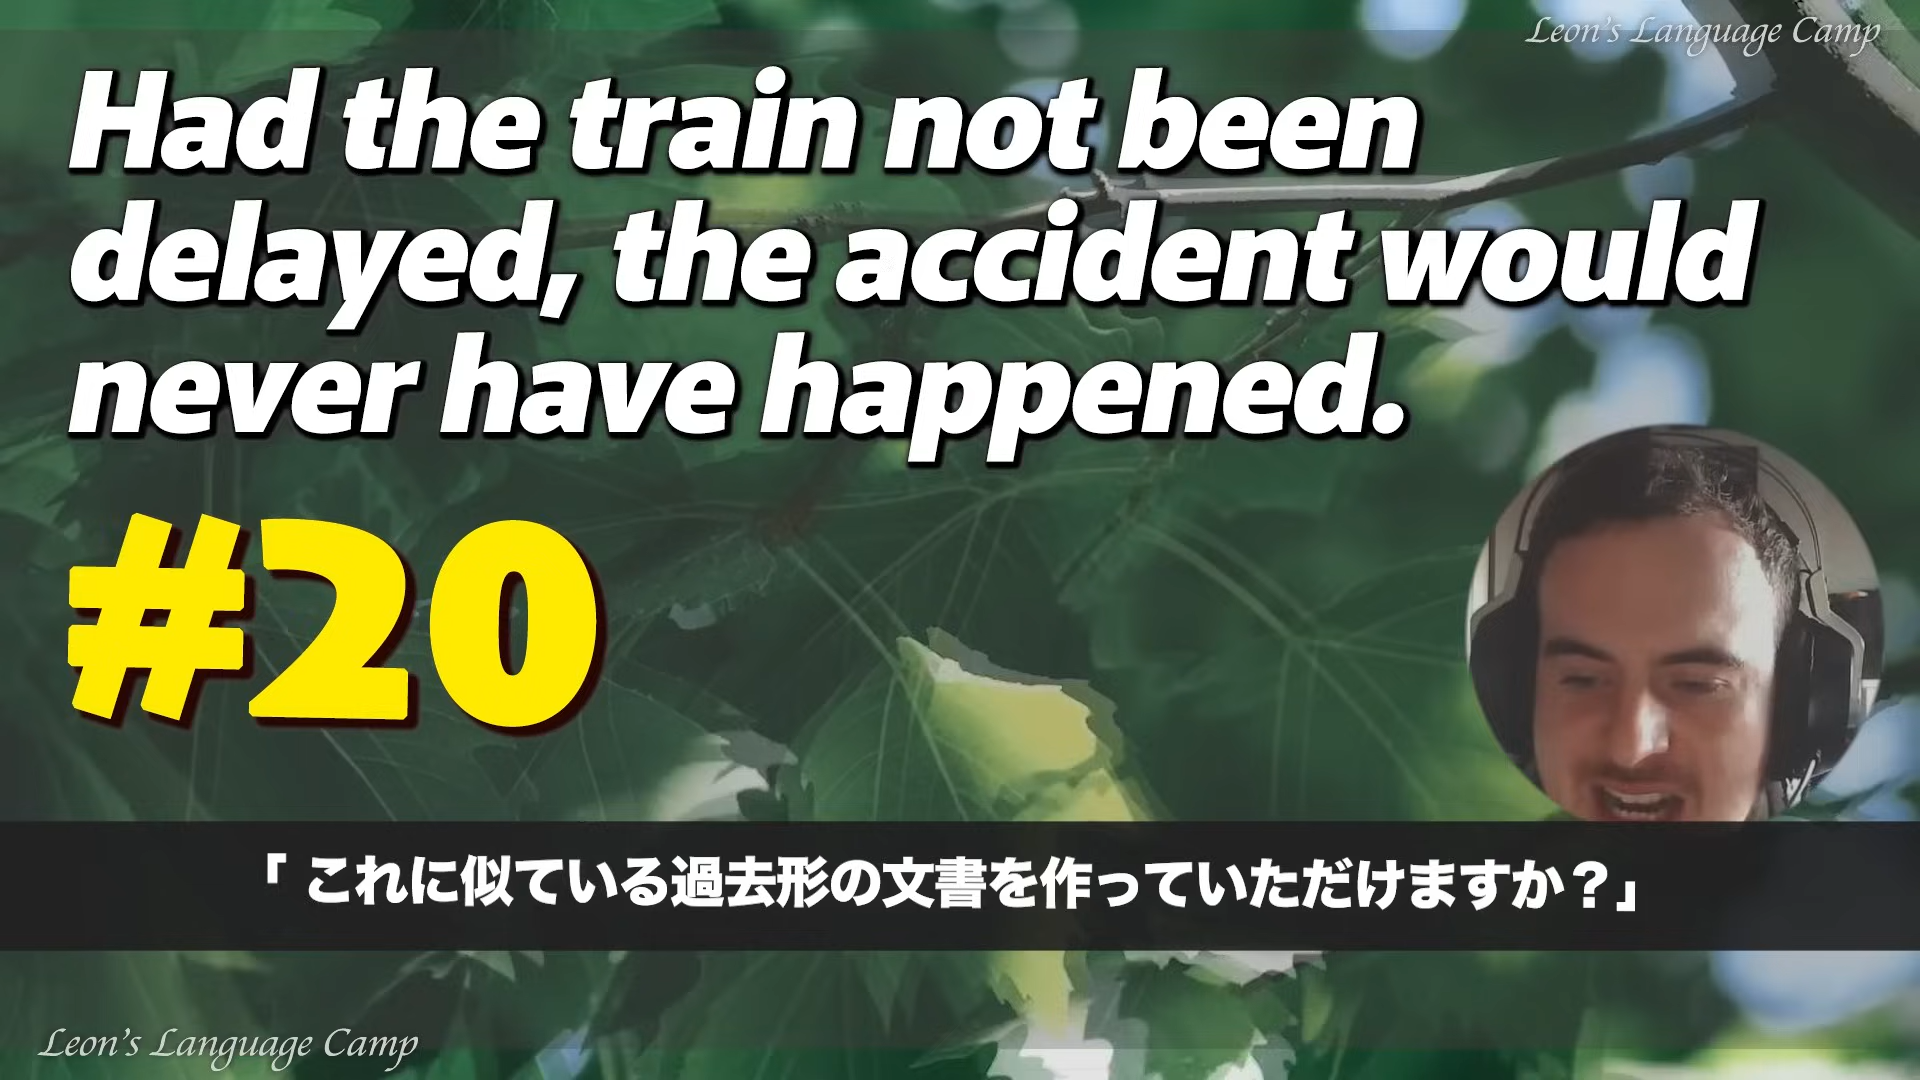 Leon's Language Camp
Had the train not been
delayed, the accident would
never have happened.
#20
「 これに似ている過去形の文書を作っていただけますか？」
Leon's Language Camp